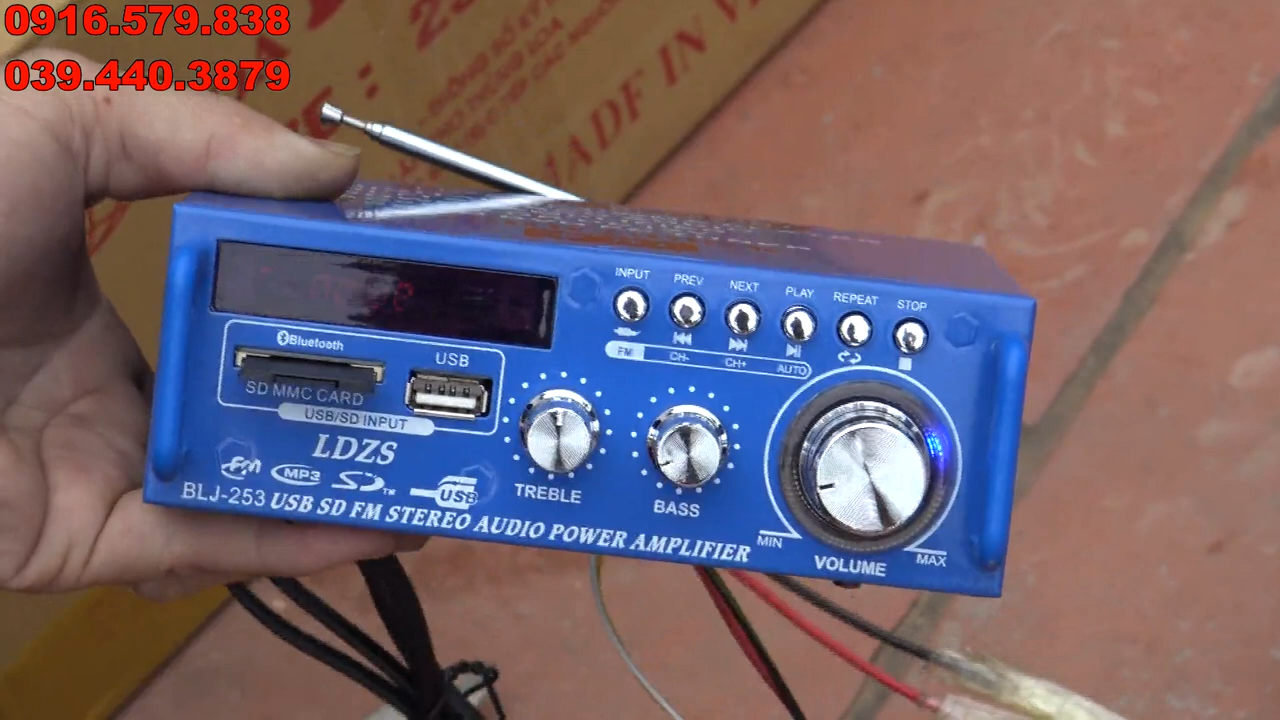 0916.579.838
039.440.3879
MADE IN
INPUT
PREV
NEXT
PLAY
REPEAT
STOP
FM
CH-
CH+
AUTO
Bluetooth
USB
SD MMC CARD
USB/SD INPUT
LDZS
FM MP3 SD TM USB
TREBLE
BASS
BLJ-253 USB SD FM STEREO AUDIO POWER AMPLIFIER
MIN
VOLUME
MAX